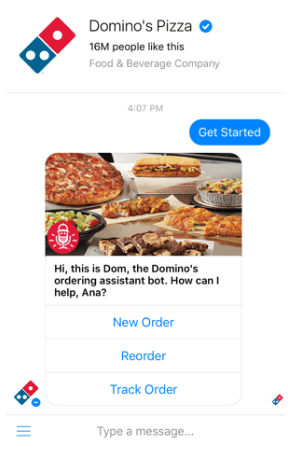 Domino's Pizza
16M people like this
Food & Beverage Company
4:07 PM
Get Started
Hi, this is Dom, the Domino's
ordering assistant bot. How can I
help, Ana?
New Order
Reorder
Track Order
Type a message...